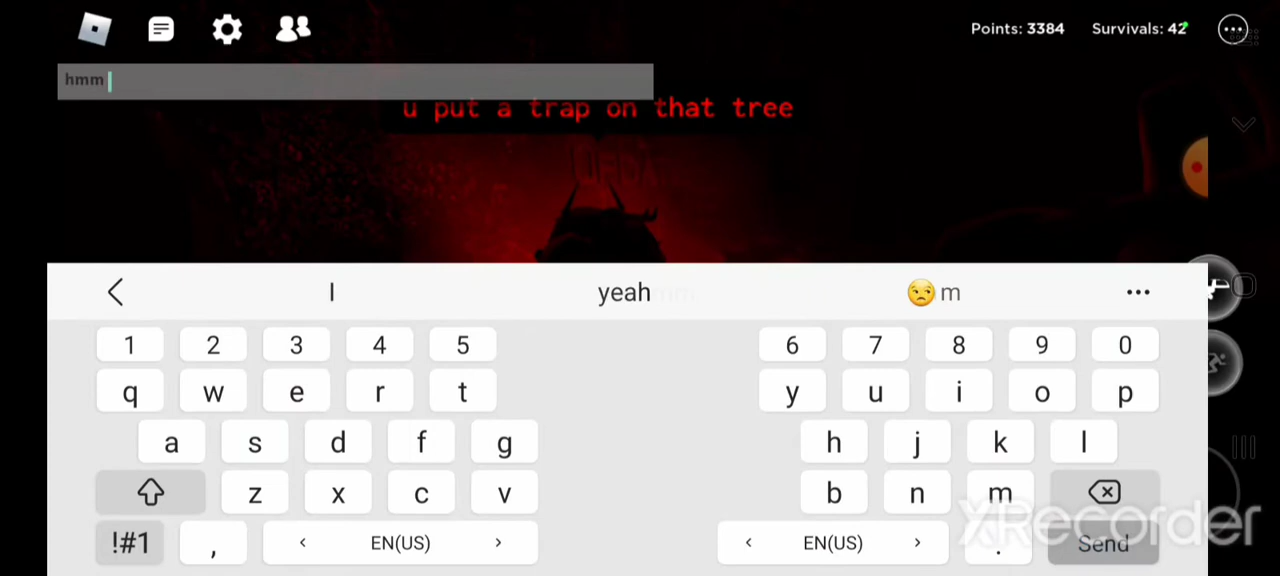 Points: 3384 Survivals: 42
hmm
u put a trap on that tree
I yeah 😒 m
1 2 3 4 5 6 7 8 9 0
q w e r t y u i o p
a s d f g h j k l
z x c v b n m
!#1 , < EN(US) > < EN(US) > . Send
XRecorder